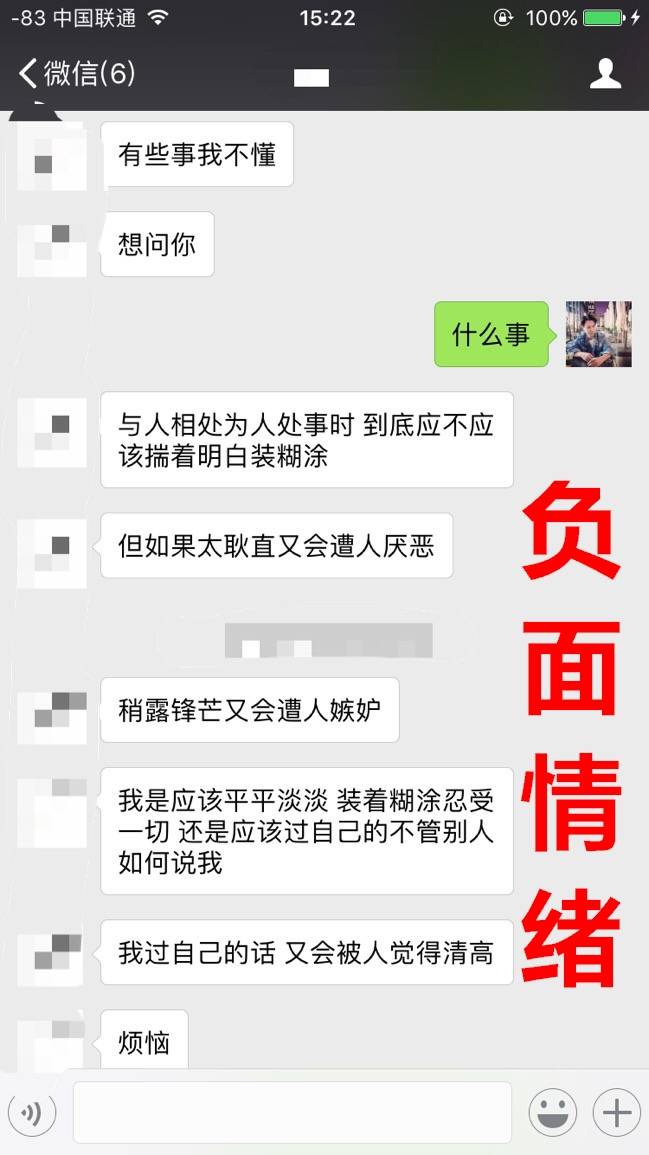 -83 中国联通 15:22 100%
微信(6)
有些事我不懂
想问你
什么事
与人相处为人处事时 到底应不应
该揣着明白装糊涂
但如果太耿直又会遭人厌恶
稍露锋芒又会遭人嫉妒
我是应该平平淡淡 装着糊涂忍受
一切 还是应该过自己的不管别人
如何说我
我过自己的话 又会被人觉得清高
烦恼
负
面
情
绪